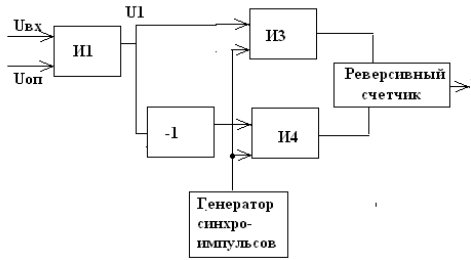 Uвх
Uоп
И1
U1
И3
Реверсивный
счетчик
-1
И4
Генератор
синхро-
импульсов